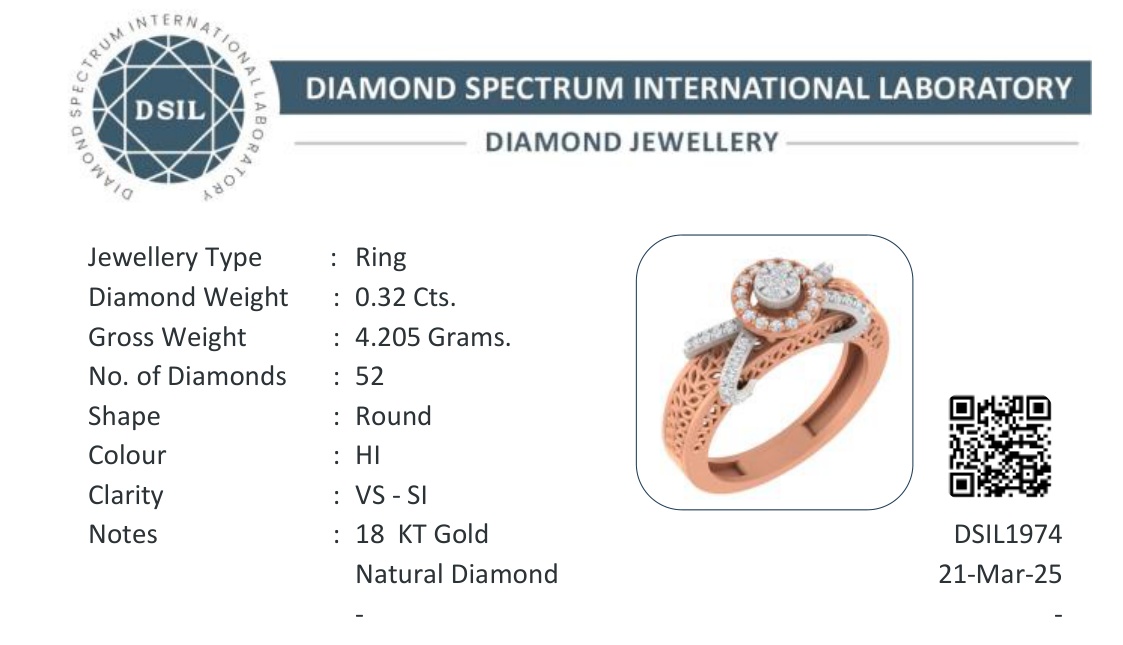 DIAMOND SPECTRUM INTERNATIONAL LABORATORY
DSIL
DIAMOND SPECTRUM INTERNATIONAL LABORATORY
DIAMOND JEWELLERY
Jewellery Type : Ring
Diamond Weight : 0.32 Cts.
Gross Weight : 4.205 Grams.
No. of Diamonds : 52
Shape : Round
Colour : HI
Clarity : VS - SI
Notes : 18 KT Gold
DSIL1974
Natural Diamond
21-Mar-25
-
-